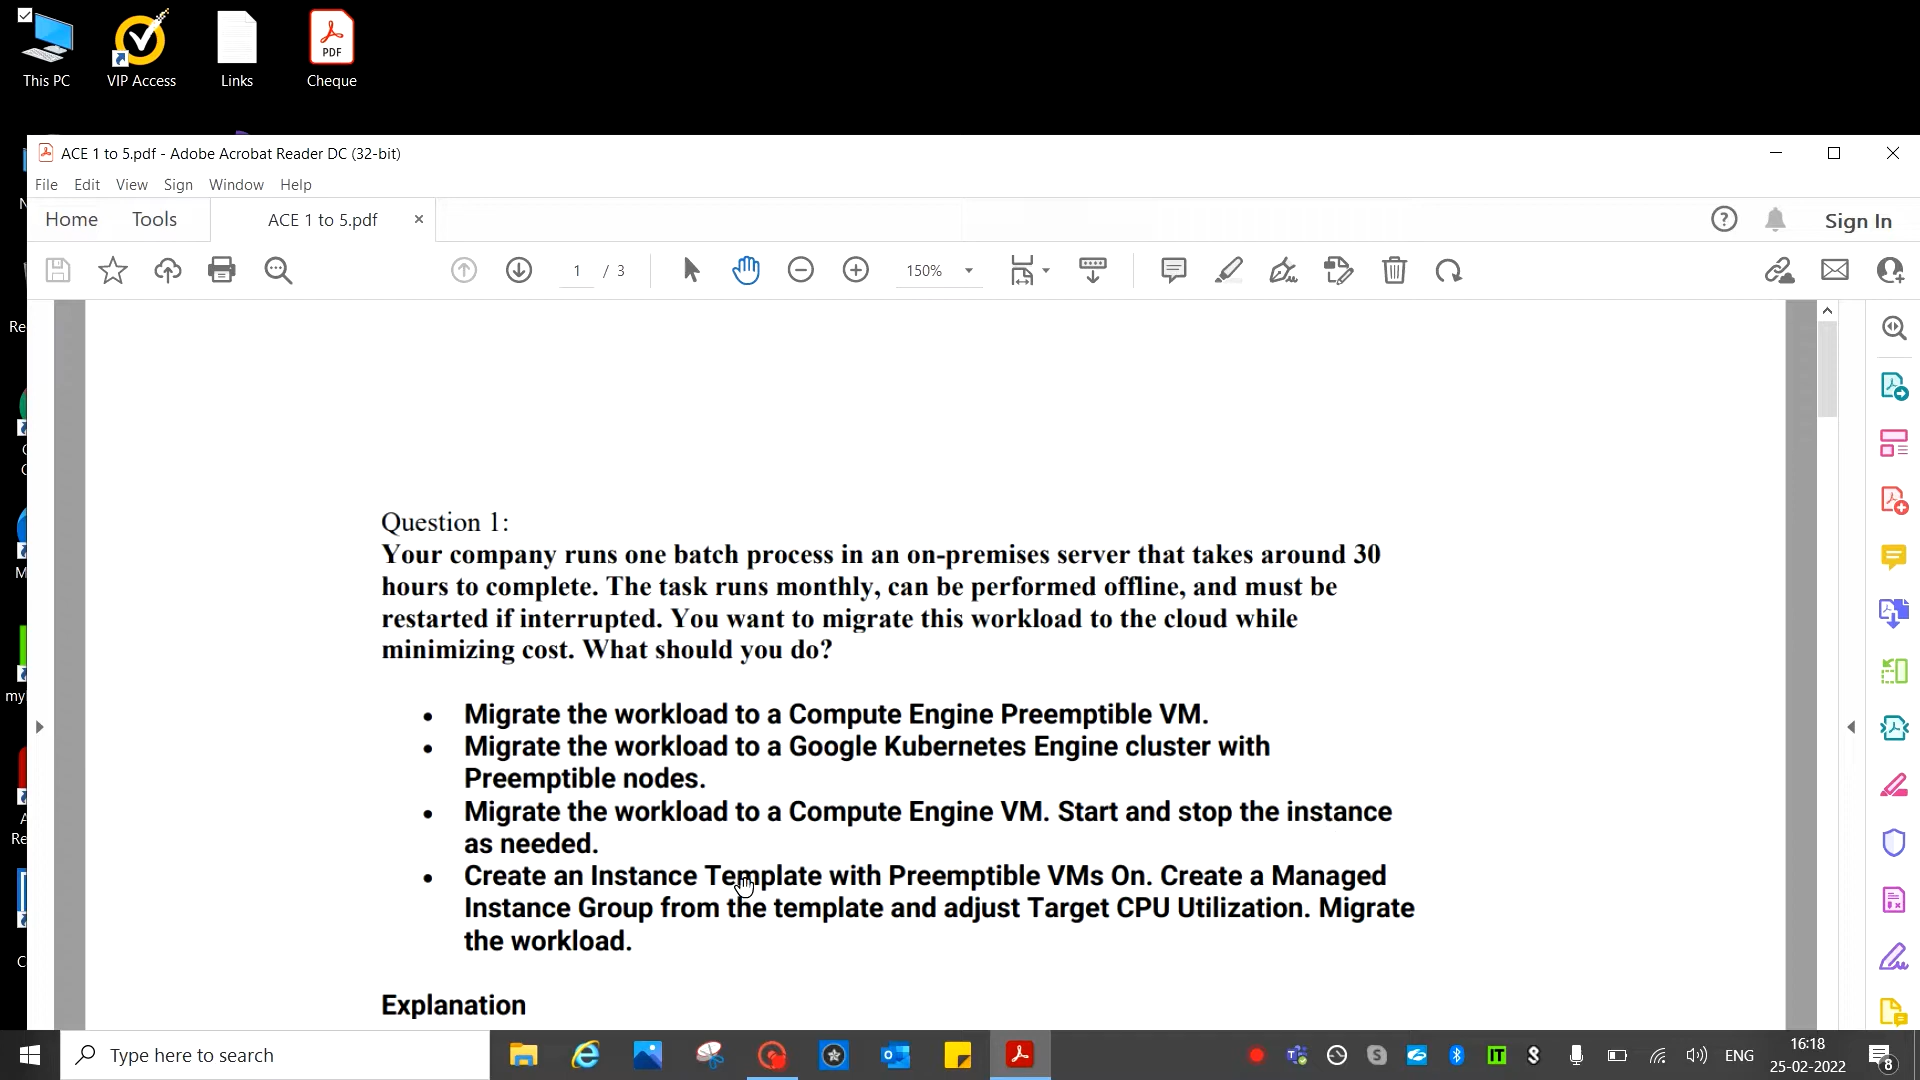 This PC
VIP Access
Links
Cheque
PDF
ACE 1 to 5.pdf - Adobe Acrobat Reader DC (32-bit)
File Edit View Sign Window Help
Home Tools ACE 1 to 5.pdf Sign In
1 / 3 150%
Question 1:
Your company runs one batch process in an on-premises server that takes around 30
hours to complete. The task runs monthly, can be performed offline, and must be
restarted if interrupted. You want to migrate this workload to the cloud while
minimizing cost. What should you do?
• Migrate the workload to a Compute Engine Preemptible VM.
• Migrate the workload to a Google Kubernetes Engine cluster with
Preemptible nodes.
• Migrate the workload to a Compute Engine VM. Start and stop the instance
as needed.
• Create an Instance Template with Preemptible VMs On. Create a Managed
Instance Group from the template and adjust Target CPU Utilization. Migrate
the workload.
Explanation
Type here to search
ENG
16:18
25-02-2022
8